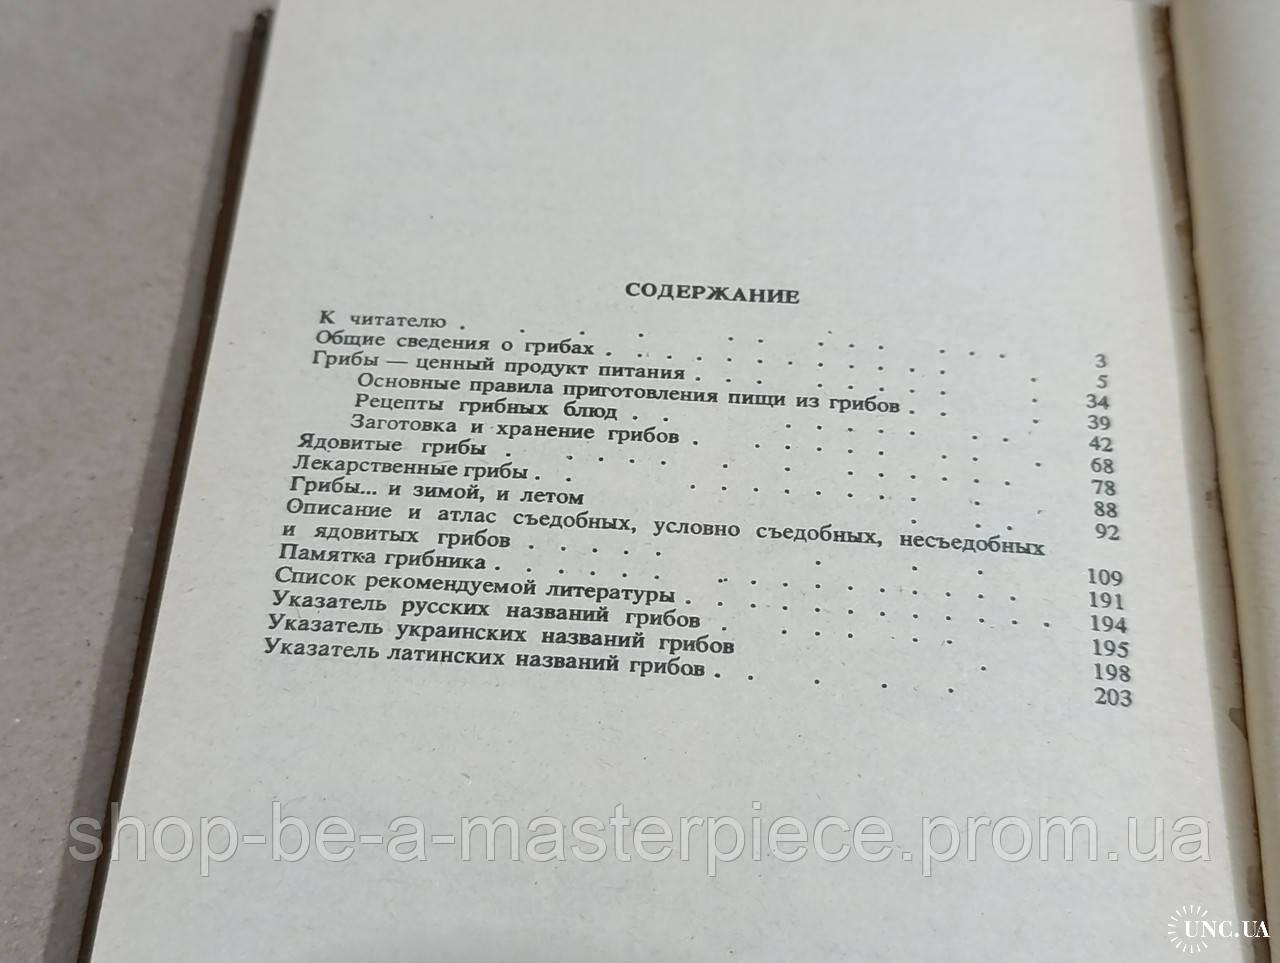 СОДЕРЖАНИЕ
К читателю . . . . . . . . . . . . 3
Общие сведения о грибах . . . . . . . . . . . 5
Грибы — ценный продукт питания . . . . . . . . . 34
Основные правила приготовления пищи из грибов . . . 39
Рецепты грибных блюд . . . . . . . . . 42
Заготовка и хранение грибов . . . . . . . . 68
Ядовитые грибы . . . . . . . . . . . 78
Лекарственные грибы . . . . . . . . . . 88
Грибы... и зимой, и летом . . . . 92
Описание и атлас съедобных, условно съедобных, несъедобных
и ядовитых грибов . . . . . . . . 109
Памятка грибника . . . . . . . . . . . 191
Список рекомендуемой литературы . . . . . . . . . 194
Указатель русских названий грибов . . . . . . 195
Указатель украинских названий грибов . 198
Указатель латинских названий грибов . . . . . 203
shop-be-a-masterpiece.prom.ua
UNC.UA